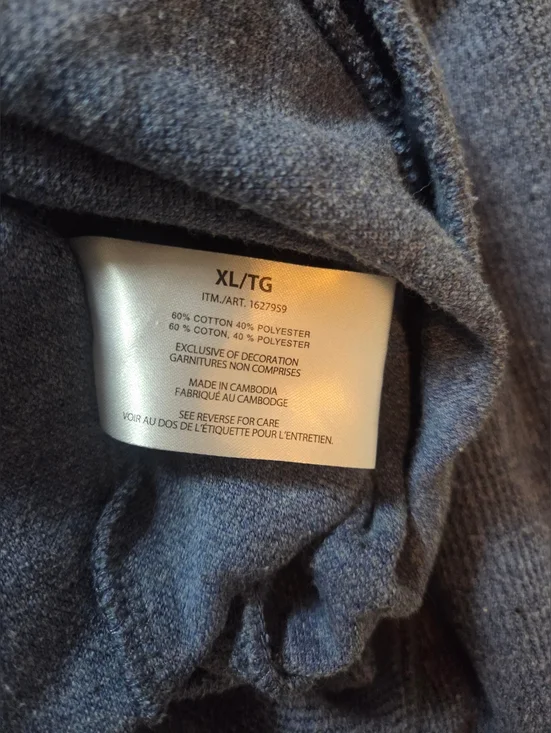 XL/TG
ITM./ART. 1627959
60% COTTON 40% POLYESTER
60 % COTON, 40 % POLYESTER
EXCLUSIVE OF DECORATION
GARNITURES NON COMPRISES
MADE IN CAMBODIA
FABRIQUÉ AU CAMBODGE
SEE REVERSE FOR CARE
VOIR AU DOS DE L'ÉTIQUETTE POUR L'ENTRETIEN.